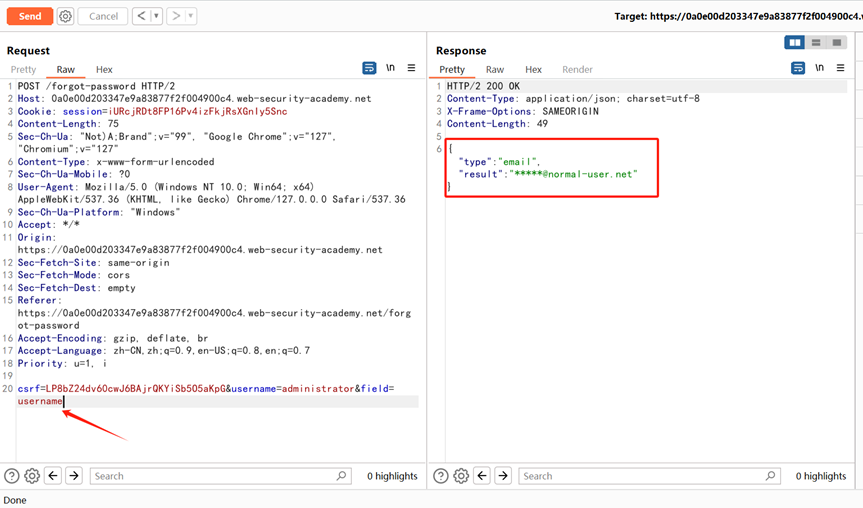 Send
Cancel
Target: https://0a0e00d203347e9a83877f2f004900c4.w
Request
Pretty Raw Hex
\n
1 POST /forgot-password HTTP/2
2 Host: 0a0e00d203347e9a83877f2f004900c4.web-security-academy.net
3 Cookie: session=iURcjRDt8FP16Pv4izFkjRsXGnly5Snc
4 Content-Length: 75
5 Sec-Ch-Ua: "Not)A;Brand";v="99", "Google Chrome";v="127",
"Chromium";v="127"
6 Content-Type: x-www-form-urlencoded
7 Sec-Ch-Ua-Mobile: ?0
8 User-Agent: Mozilla/5.0 (Windows NT 10.0; Win64; x64)
AppleWebKit/537.36 (KHTML, like Gecko) Chrome/127.0.0.0 Safari/537.36
9 Sec-Ch-Ua-Platform: "Windows"
10 Accept: */*
11 Origin:
https://0a0e00d203347e9a83877f2f004900c4.web-security-academy.net
12 Sec-Fetch-Site: same-origin
13 Sec-Fetch-Mode: cors
14 Sec-Fetch-Dest: empty
15 Referer:
https://0a0e00d203347e9a83877f2f004900c4.web-security-academy.net/forg
ot-password
16 Accept-Encoding: gzip, deflate, br
17 Accept-Language: zh-CN,zh;q=0.9,en-US;q=0.8,en;q=0.7
18 Priority: u=1, i
19
20 csrf=LP8bZ24dv6OcwJ6BAjrQKYiSb5O5aKpG&username=administrator&field=
username
Search
0 highlights
Response
Pretty Raw Hex Render
\n
1 HTTP/2 200 OK
2 Content-Type: application/json; charset=utf-8
3 X-Frame-Options: SAMEORIGIN
4 Content-Length: 49
5
6 {
"type":"email",
"result":"*****@normal-user.net"
}
Search
0 highlights
Done